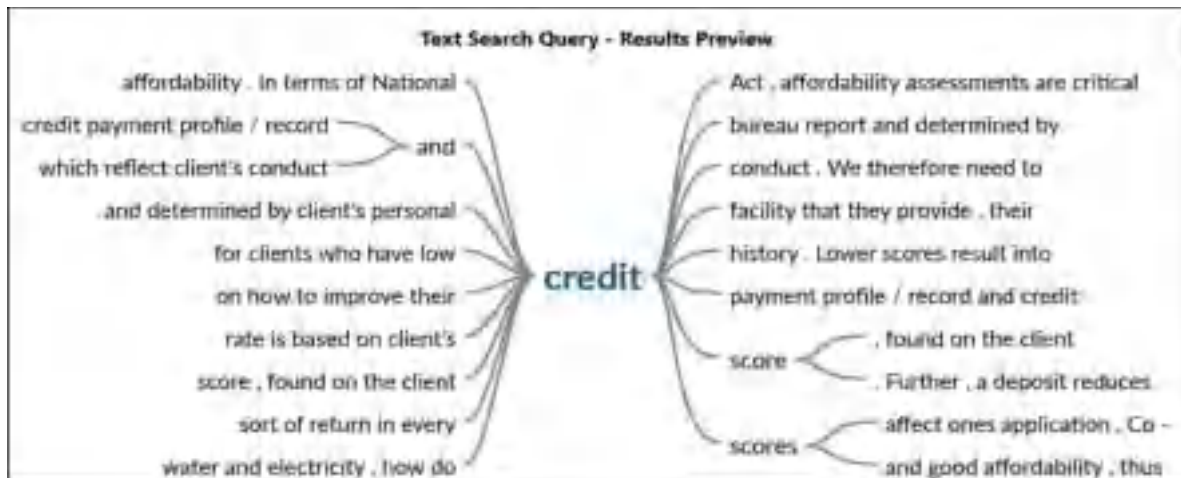 Text Search Query - Results Preview
affordability . In terms of National
credit payment profile / record
and
which reflect client's conduct
and determined by client's personal
for clients who have low
on how to improve their
rate is based on client's
score , found on the client
sort of return in every
water and electricity , how do
credit
Act , affordability assessments are critical
bureau report and determined by
conduct . We therefore need to
facility that they provide , their
history . Lower scores result into
payment profile / record and credit
score
, found on the client
. Further , a deposit reduces
scores
affect ones application , Co -
and good affordability , thus